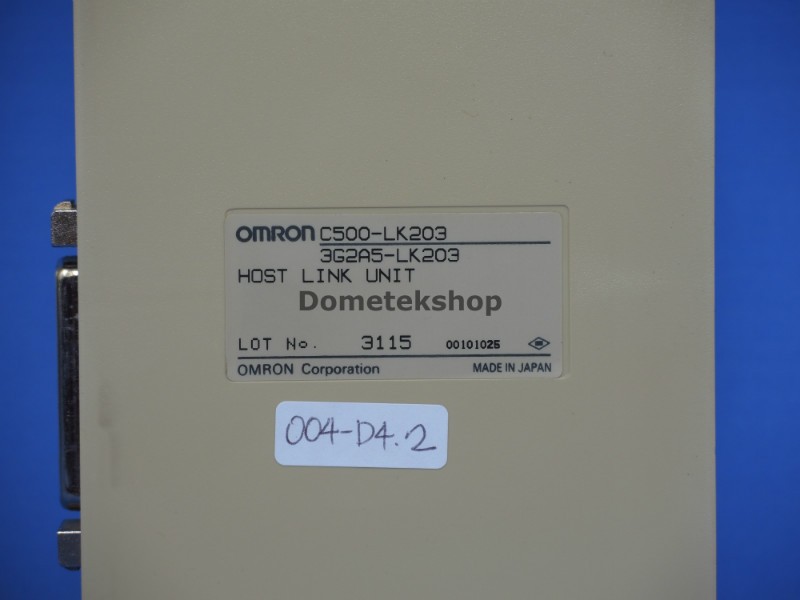 OMRON C500-LK203
3G2A5-LK203
HOST LINK UNIT
Dometekshop
LOT No. 3115 00101025
OMRON Corporation MADE IN JAPAN
004-D4.2